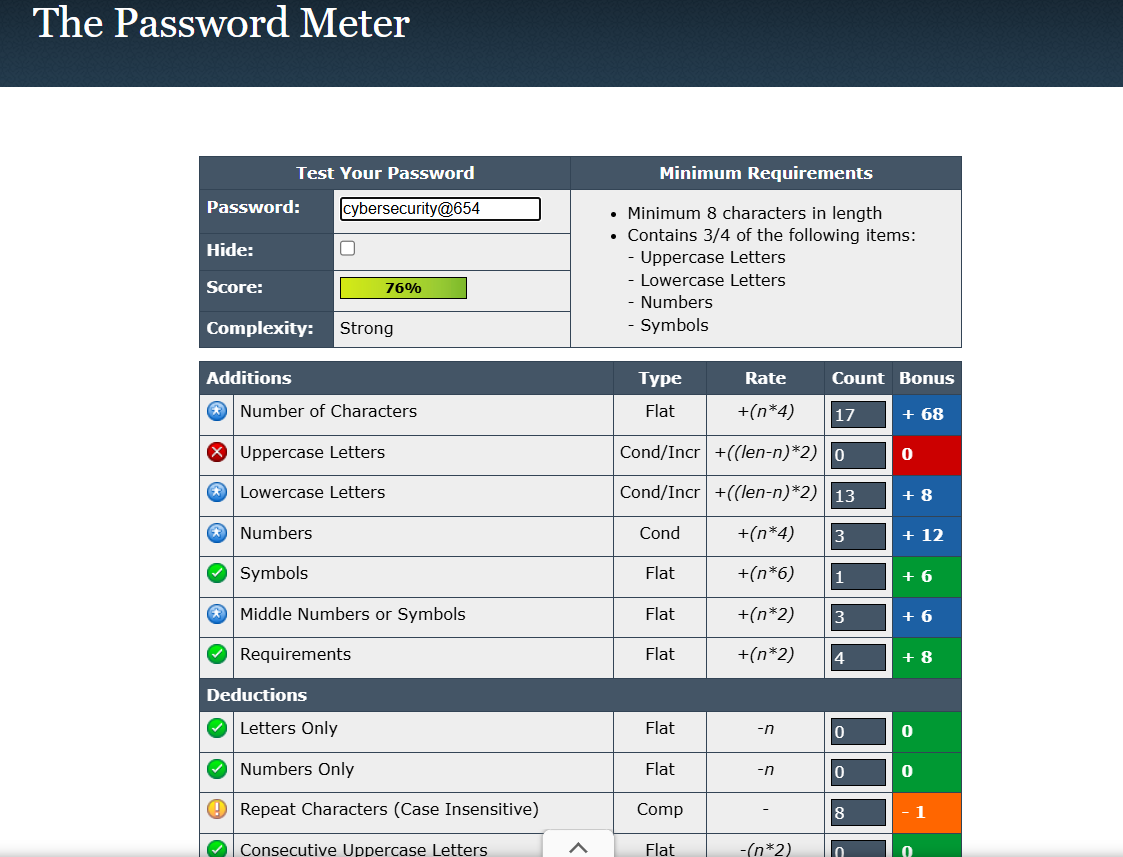 The Password Meter
Test Your Password Minimum Requirements
Password: cybersecurity@654
Hide:
Score: 76%
Complexity: Strong
• Minimum 8 characters in length
• Contains 3/4 of the following items:
- Uppercase Letters
- Lowercase Letters
- Numbers
- Symbols
Additions Type Rate Count Bonus
Number of Characters Flat +(n*4) 17 + 68
Uppercase Letters Cond/Incr +((len-n)*2) 0 0
Lowercase Letters Cond/Incr +((len-n)*2) 13 + 8
Numbers Cond +(n*4) 3 + 12
Symbols Flat +(n*6) 1 + 6
Middle Numbers or Symbols Flat +(n*2) 3 + 6
Requirements Flat +(n*2) 4 + 8
Deductions
Letters Only Flat -n 0 0
Numbers Only Flat -n 0 0
Repeat Characters (Case Insensitive) Comp - 8 - 1
Consecutive Uppercase Letters Flat -(n*2) 0 0